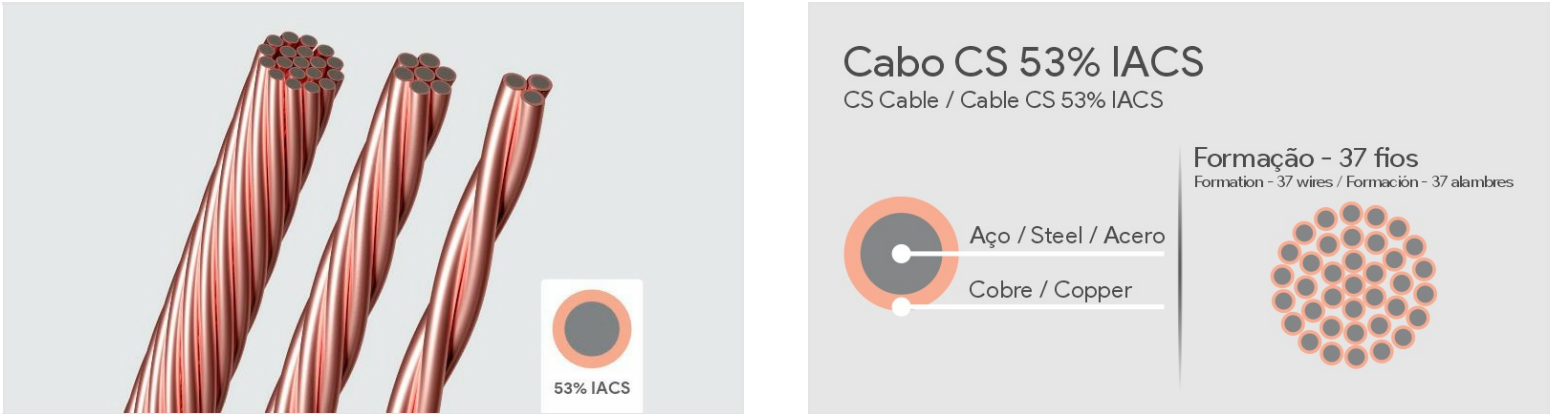 53% IACS
Cabo CS 53% IACS
CS Cable / Cable CS 53% IACS
Formação - 37 fios
Formation - 37 wires / Formación - 37 alambres
Aço / Steel / Acero
Cobre / Copper